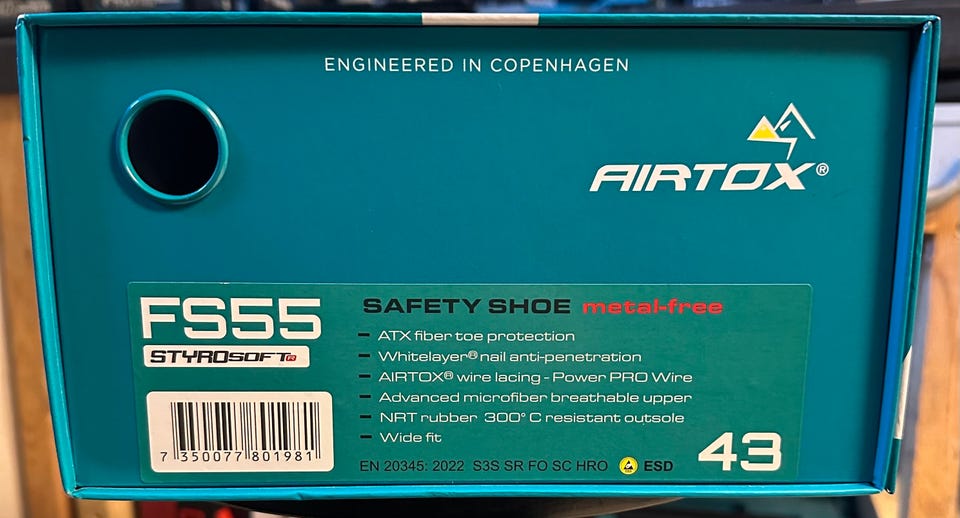 ENGINEERED IN COPENHAGEN
AIRTOX®
FS55
STYROSOFT®
SAFETY SHOE metal-free
– ATX fiber toe protection
– Whitelayer® nail anti-penetration
– AIRTOX® wire lacing - Power PRO Wire
– Advanced microfiber breathable upper
– NRT rubber 300° C resistant outsole
– Wide fit
7 350077 801981
EN 20345: 2022 S3S SR FO SC HRO ESD
43